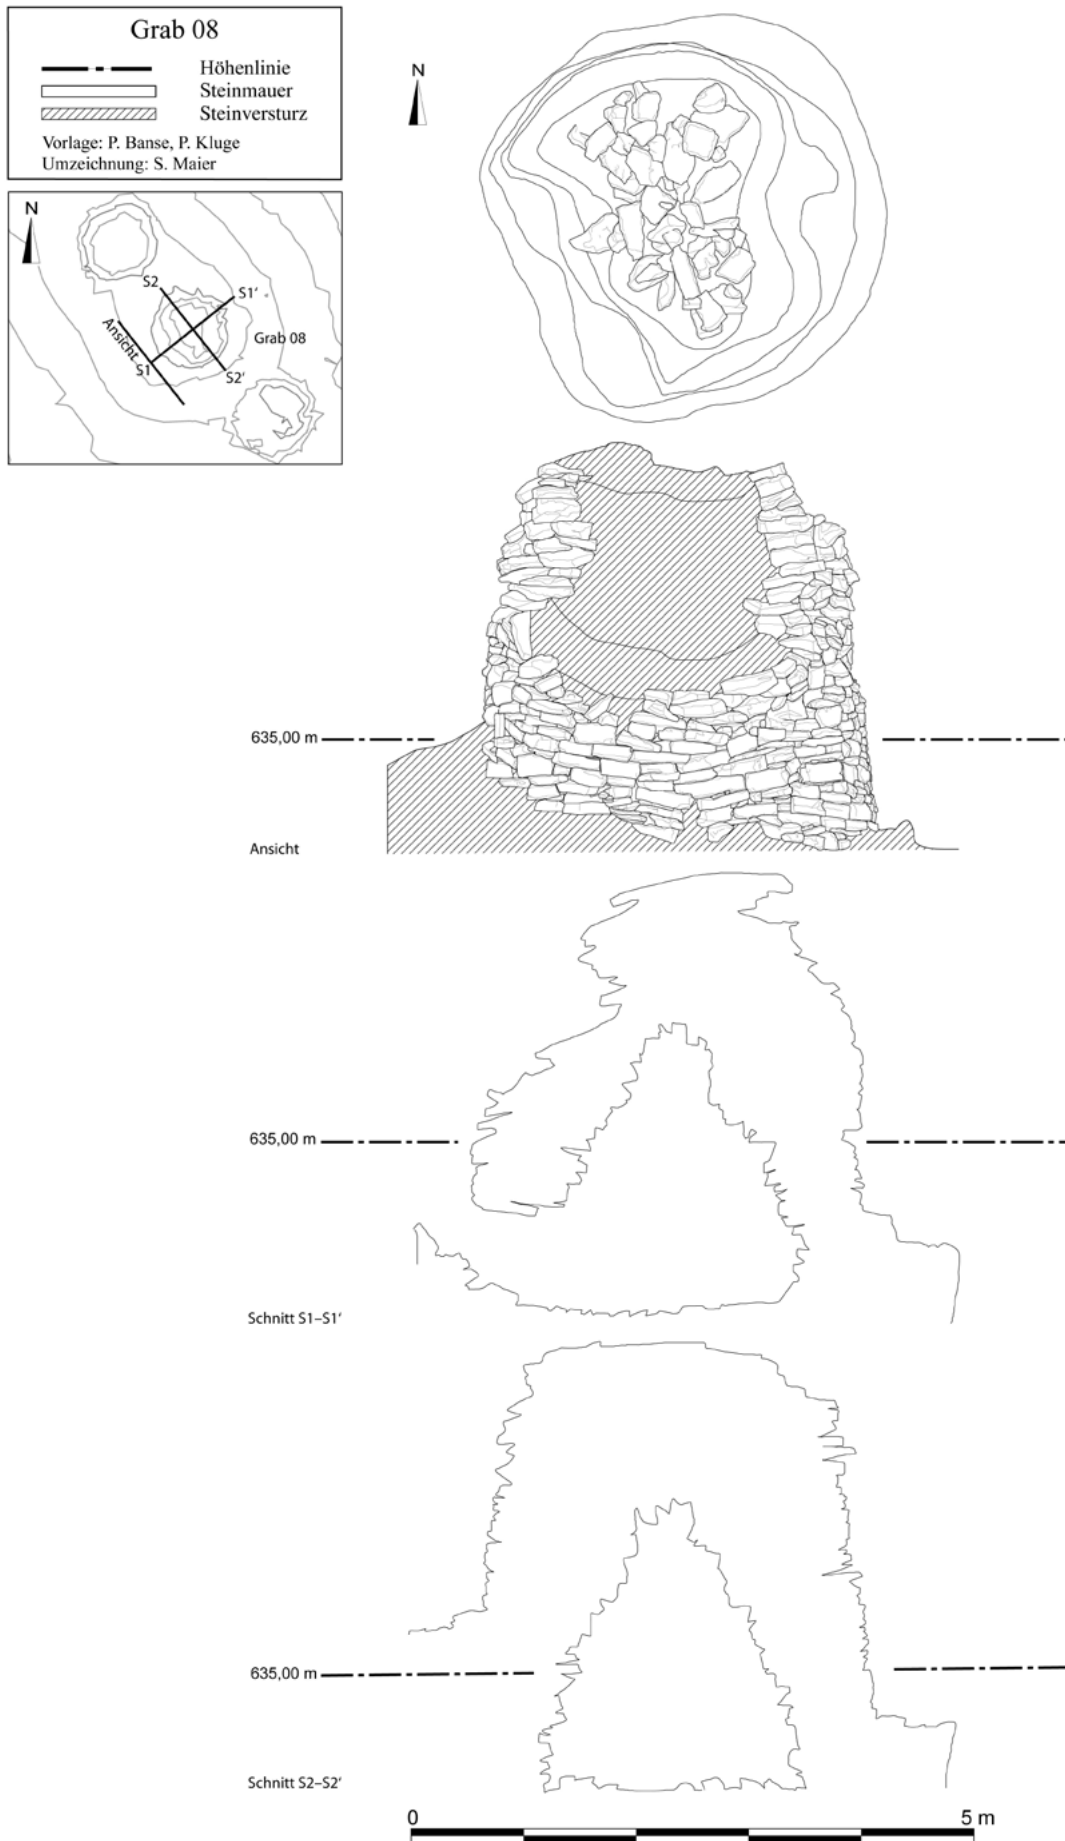 Grab 08
Höhenlinie
Steinmauer
Steinversturz
Vorlage: P. Banse, P. Kluge
Umzeichnung: S. Maier
N
N
S2
S1'
Ansicht
Grab 08
S1
S2'
635,00 m
Ansicht
635,00 m
Schnitt S1–S1'
635,00 m
Schnitt S2–S2'
0
5 m